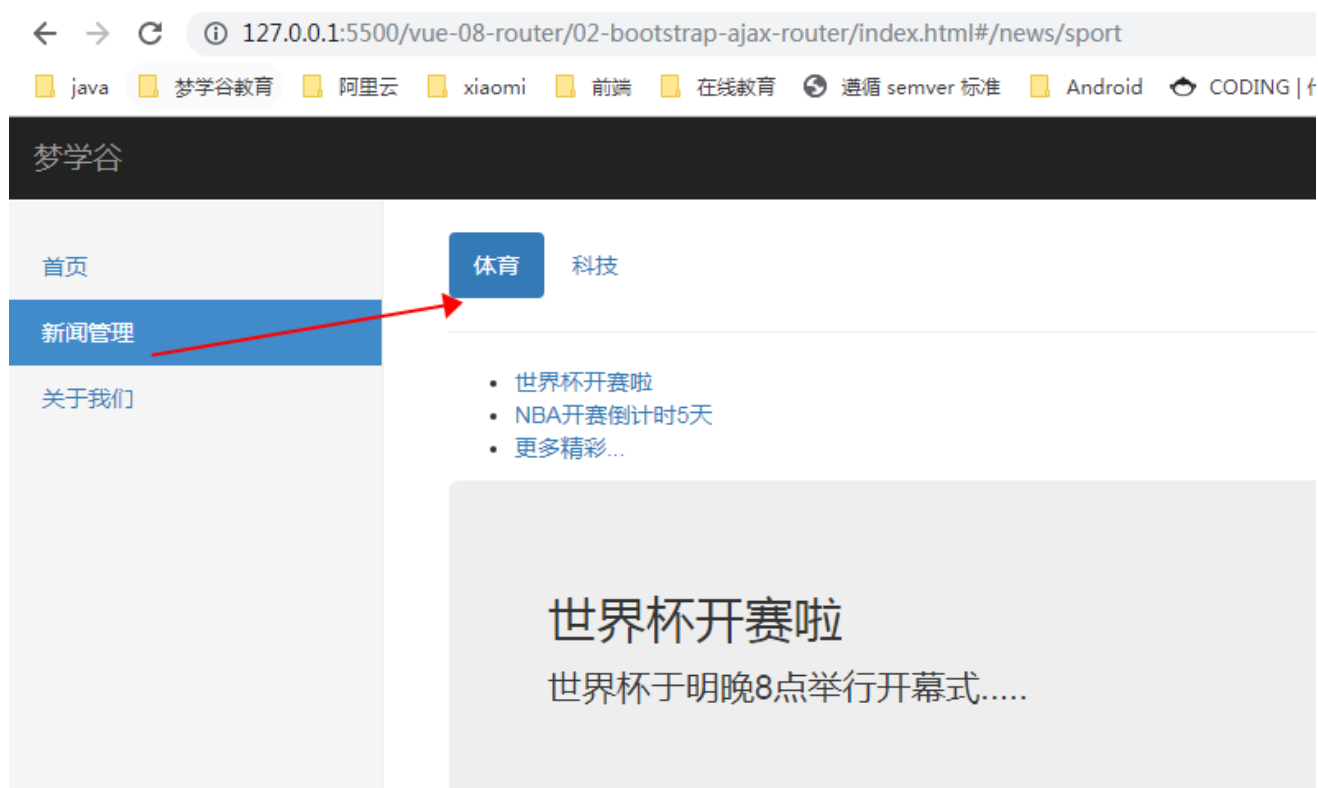 127.0.0.1:5500/vue-08-router/02-bootstrap-ajax-router/index.html#/news/sport
java 梦学谷教育 阿里云 xiaomi 前端 在线教育 遵循 semver 标准 Android CODING |
梦学谷
首页
新闻管理
关于我们
体育 科技
世界杯开赛啦
NBA开赛倒计时5天
更多精彩...
世界杯开赛啦
世界杯于明晚8点举行开幕式.....